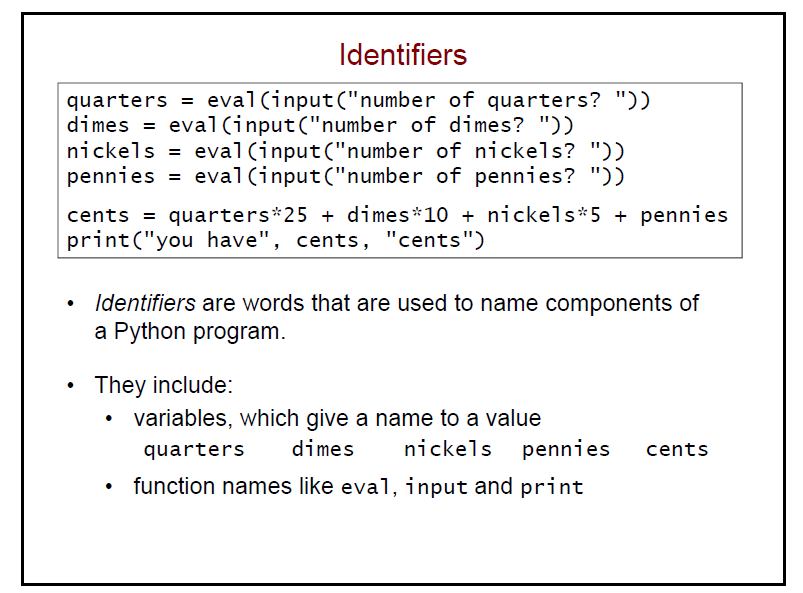 Identifiers
quarters = eval(input("number of quarters? "))
dimes = eval(input("number of dimes? "))
nickels = eval(input("number of nickels? "))
pennies = eval(input("number of pennies? "))
cents = quarters*25 + dimes*10 + nickels*5 + pennies
print("you have", cents, "cents")
• Identifiers are words that are used to name components of
a Python program.
• They include:
• variables, which give a name to a value
quarters dimes nickels pennies cents
• function names like eval, input and print